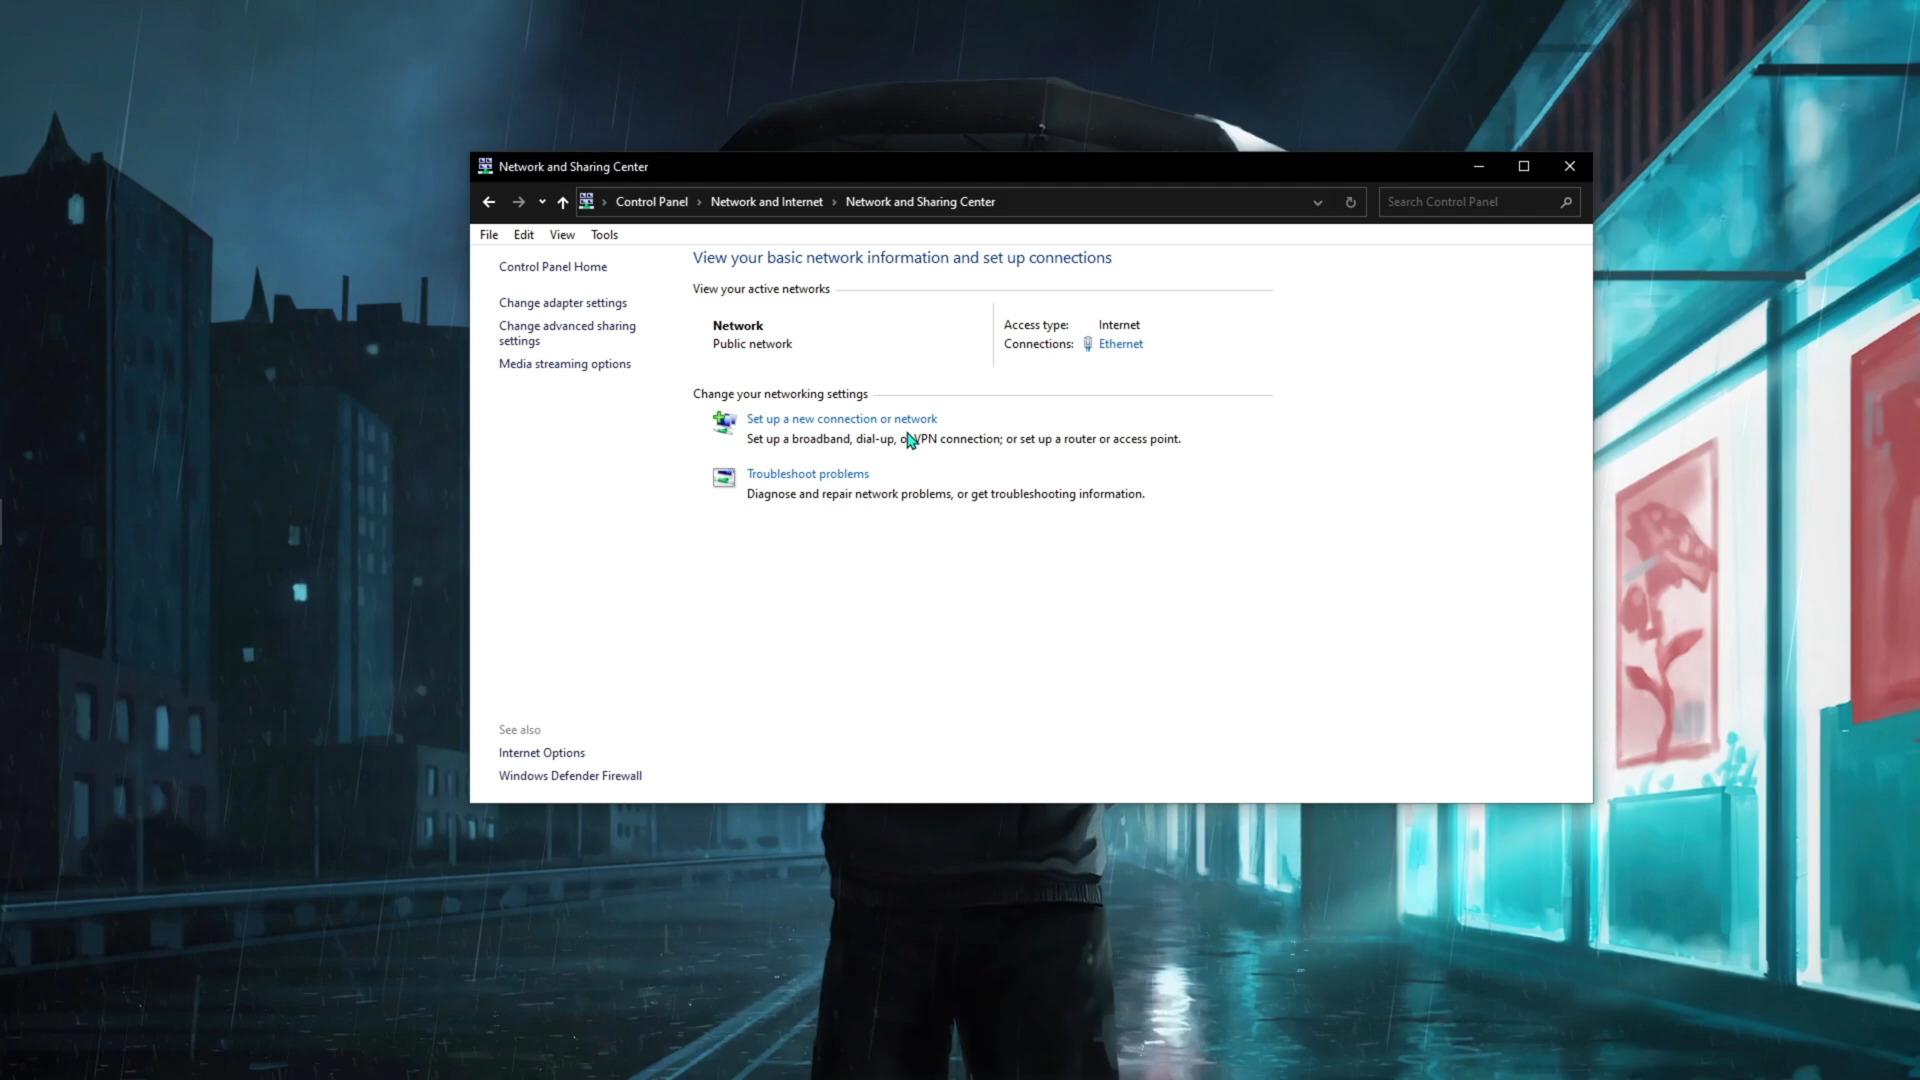 Network and Sharing Center
Control Panel › Network and Internet › Network and Sharing Center
Search Control Panel
File Edit View Tools
Control Panel Home
Change adapter settings
Change advanced sharing
settings
Media streaming options
View your basic network information and set up connections
View your active networks
Network
Public network
Access type: Internet
Connections: Ethernet
Change your networking settings
Set up a new connection or network
Set up a broadband, dial-up, or VPN connection; or set up a router or access point.
Troubleshoot problems
Diagnose and repair network problems, or get troubleshooting information.
See also
Internet Options
Windows Defender Firewall